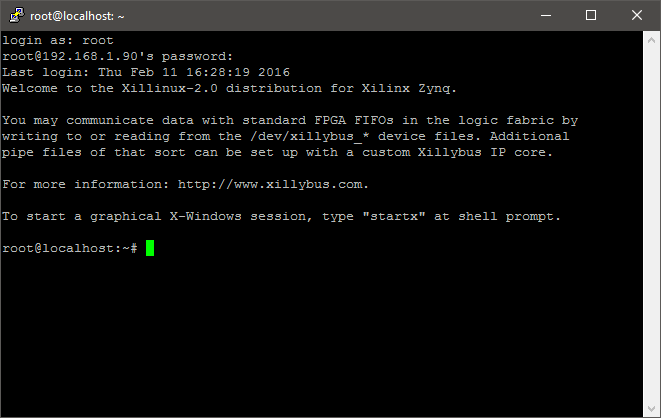 root@localhost: ~
login as: root
root@192.168.1.90's password:
Last login: Thu Feb 11 16:28:19 2016
Welcome to the Xillinux-2.0 distribution for Xilinx Zynq.
You may communicate data with standard FPGA FIFOs in the logic fabric by
writing to or reading from the /dev/xillybus_* device files. Additional
pipe files of that sort can be set up with a custom Xillybus IP core.
For more information: http://www.xillybus.com.
To start a graphical X-Windows session, type "startx" at shell prompt.
root@localhost:~#